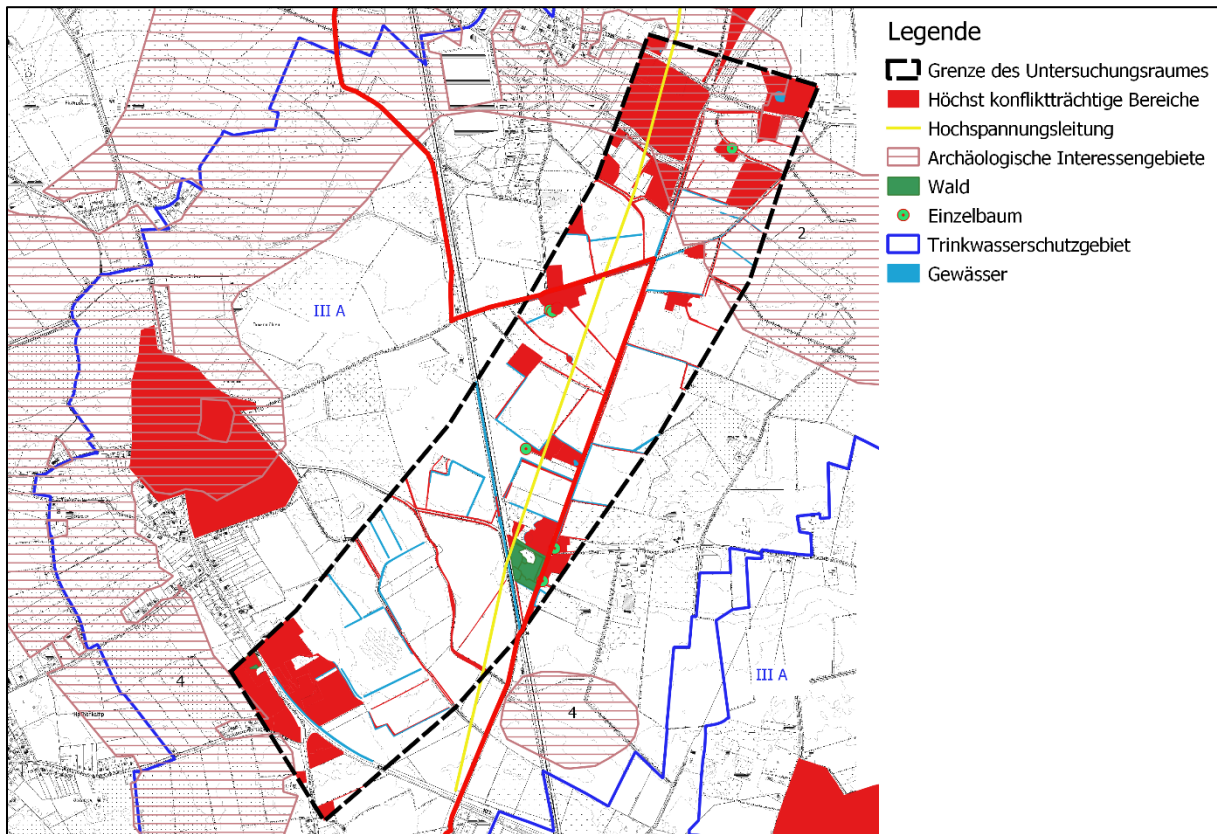 Legende
Grenze des Untersuchungsraumes
Höchst konfliktträchtige Bereiche
Hochspannungsleitung
Archäologische Interessengebiete
Wald
Einzelbaum
Trinkwasserschutzgebiet
Gewässer
2
III A
4
III A
4